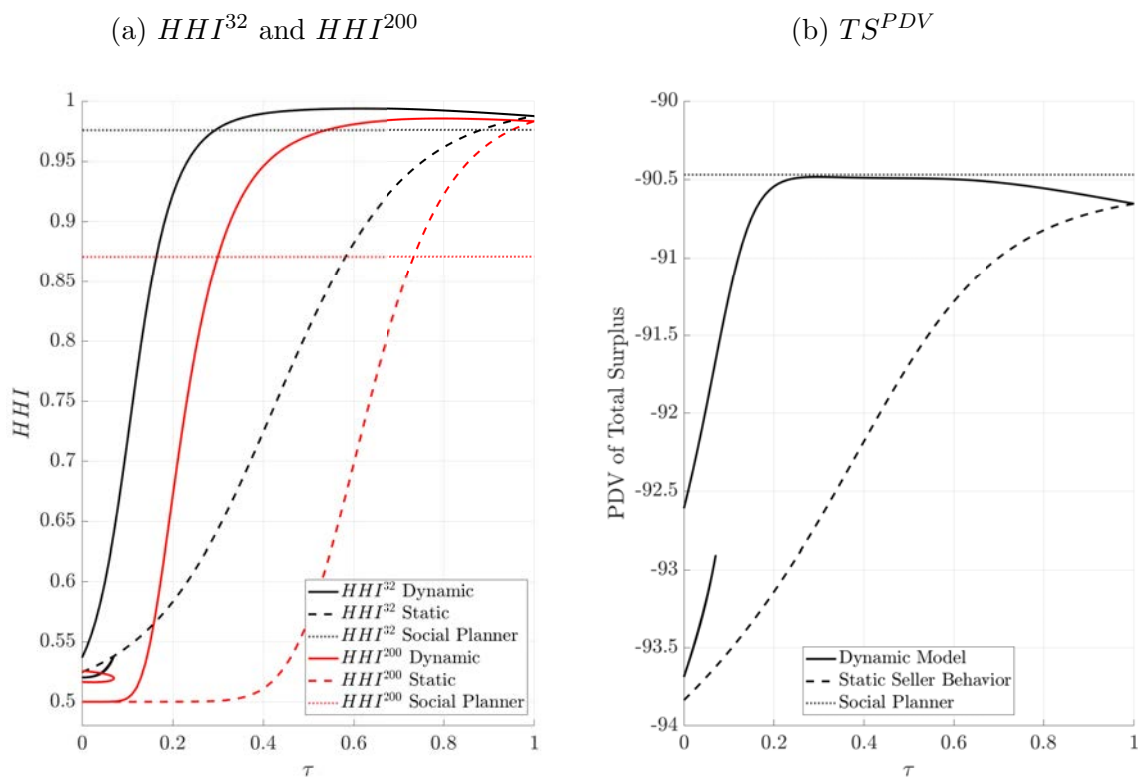 (a) HHI^{32} and HHI^{200}
1
0.95
0.9
0.85
0.8
0.75
0.7
0.65
0.6
0.55
0.5
HHI
0
0.2
0.4
0.6
0.8
1
τ
HHI^{32} Dynamic
HHI^{32} Static
HHI^{32} Social Planner
HHI^{200} Dynamic
HHI^{200} Static
HHI^{200} Social Planner
(b) TS^{PDV}
-90
-90.5
-91
-91.5
-92
-92.5
-93
-93.5
-94
PDV of Total Surplus
0
0.2
0.4
0.6
0.8
1
τ
Dynamic Model
Static Seller Behavior
Social Planner